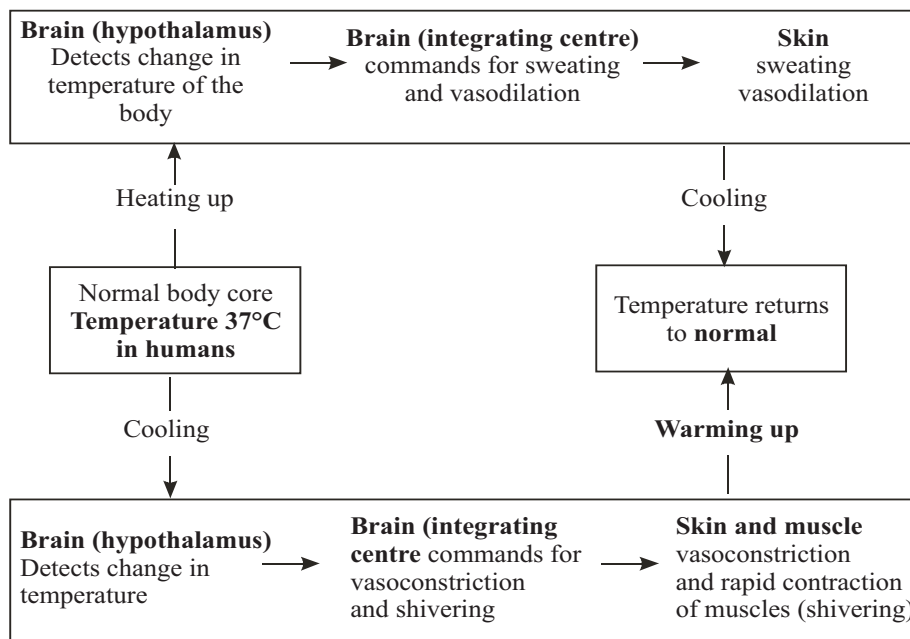 Brain (hypothalamus)
Detects change in
temperature of the
body
Brain (integrating centre)
commands for sweating
and vasodilation
Skin
sweating
vasodilation
Heating up
Cooling
Normal body core
Temperature 37°C
in humans
Temperature returns
to normal
Cooling
Warming up
Brain (hypothalamus)
Detects change in
temperature
Brain (integrating
centre commands for
vasoconstriction
and shivering
Skin and muscle
vasoconstriction
and rapid contraction
of muscles (shivering)